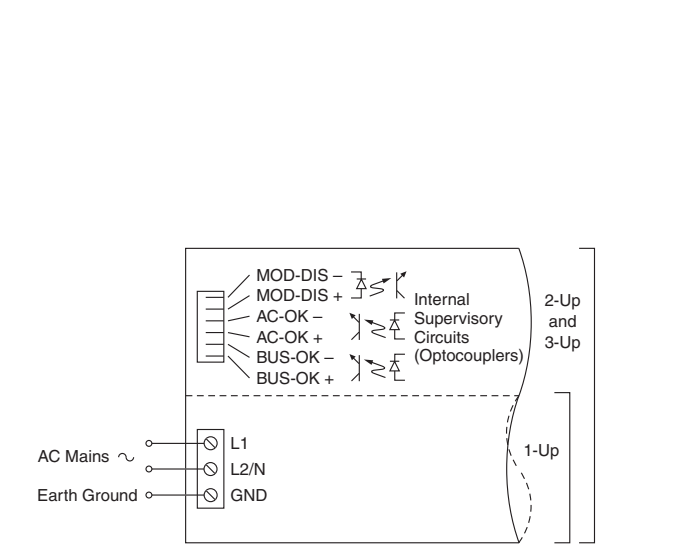 MOD-DIS –
MOD-DIS +
AC-OK –
AC-OK +
BUS-OK –
BUS-OK +
Internal
Supervisory
Circuits
(Optocouplers)
2-Up
and
3-Up
1-Up
AC Mains
Earth Ground
L1
L2/N
GND